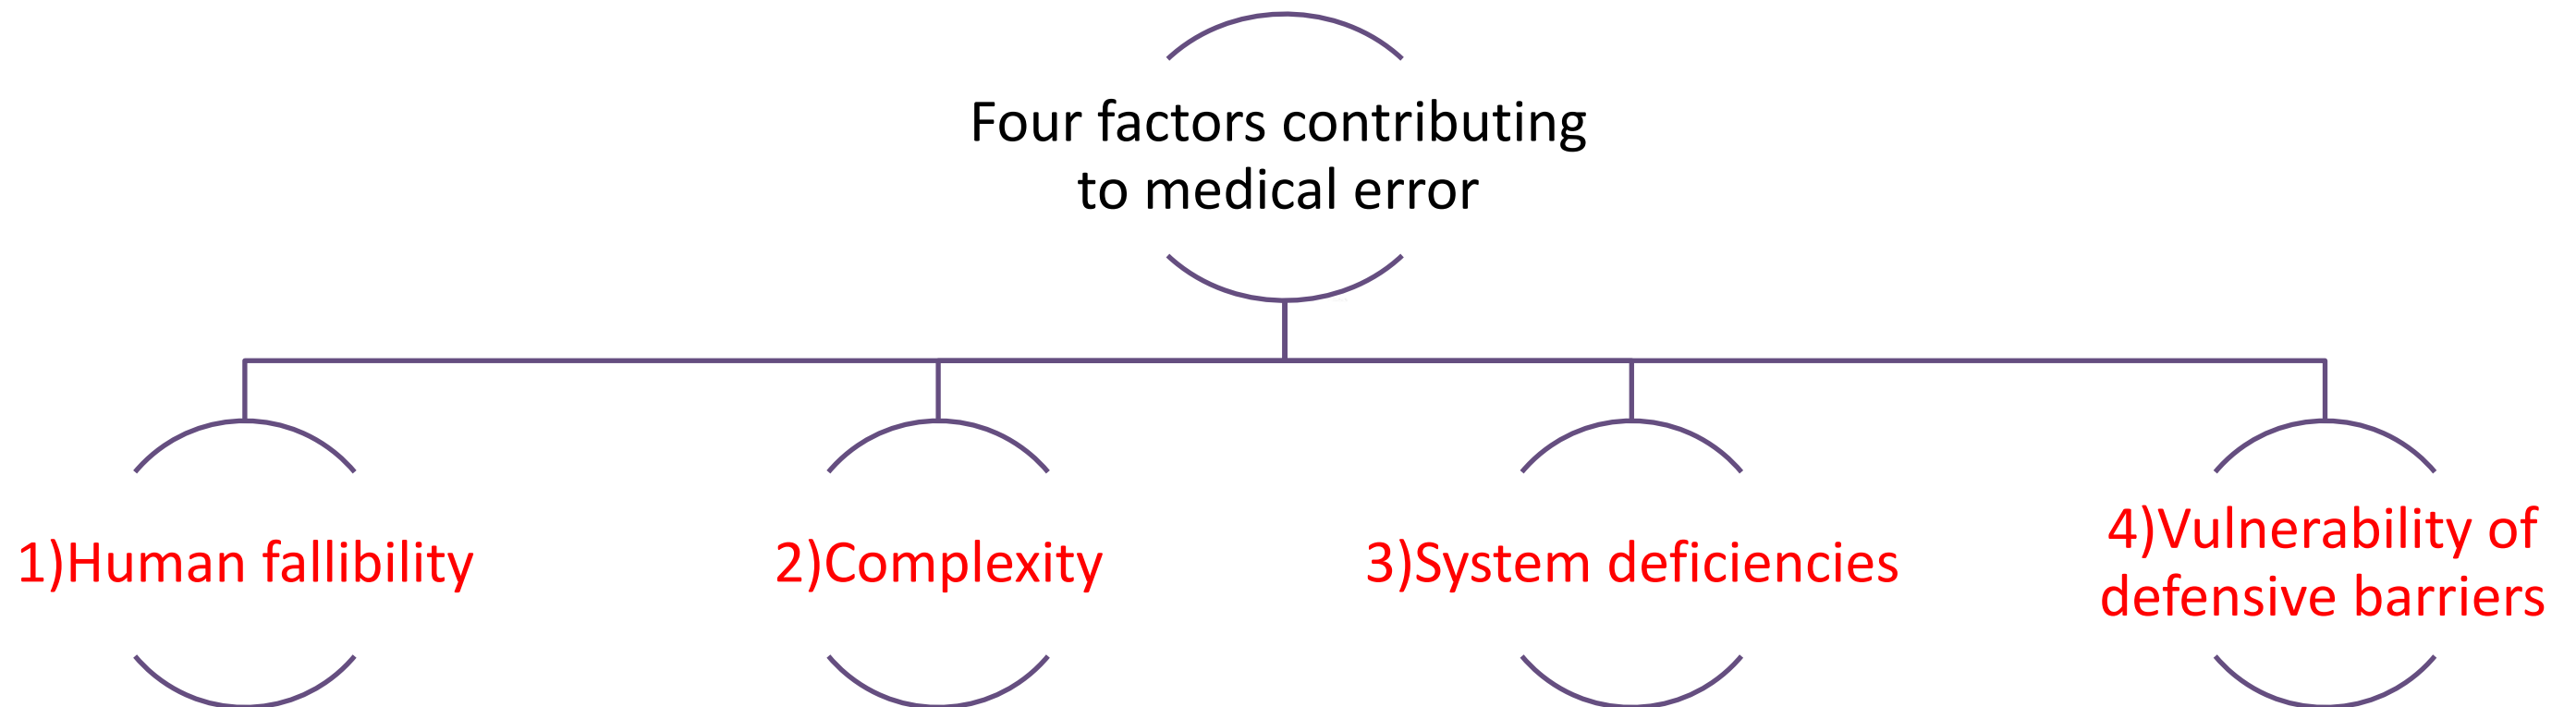 Four factors contributing
to medical error
1)Human fallibility
2)Complexity
3)System deficiencies
4)Vulnerability of
defensive barriers